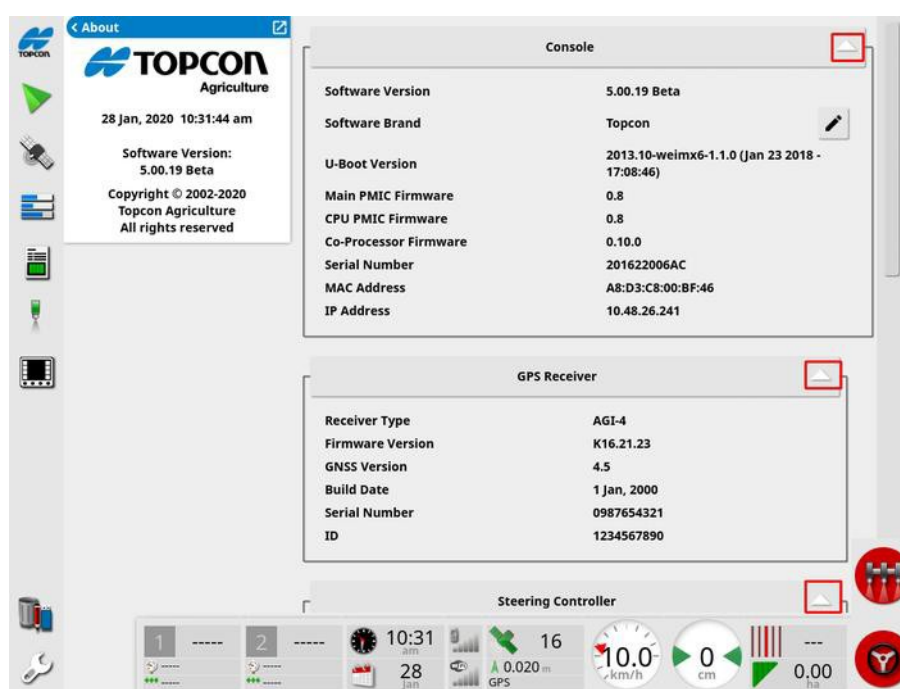 TOPCON
< About
TOPCON
Agriculture
28 Jan, 2020 10:31:44 am
Software Version:
5.00.19 Beta
Copyright © 2002-2020
Topcon Agriculture
All rights reserved
Console
Software Version 5.00.19 Beta
Software Brand Topcon
U-Boot Version 2013.10-weimx6-1.1.0 (Jan 23 2018 -
17:08:46)
Main PMIC Firmware 0.8
CPU PMIC Firmware 0.8
Co-Processor Firmware 0.10.0
Serial Number 201622006AC
MAC Address A8:D3:C8:00:BF:46
IP Address 10.48.26.241
GPS Receiver
Receiver Type AGI-4
Firmware Version K16.21.23
GNSS Version 4.5
Build Date 1 Jan, 2000
Serial Number 0987654321
ID 1234567890
Steering Controller
1 ----- 2 ----- 10:31 16 ---
am
----- ----- 10.0 0
km/h cm
----- ----- 28 0.020 m 0.00
Jan GPS ha